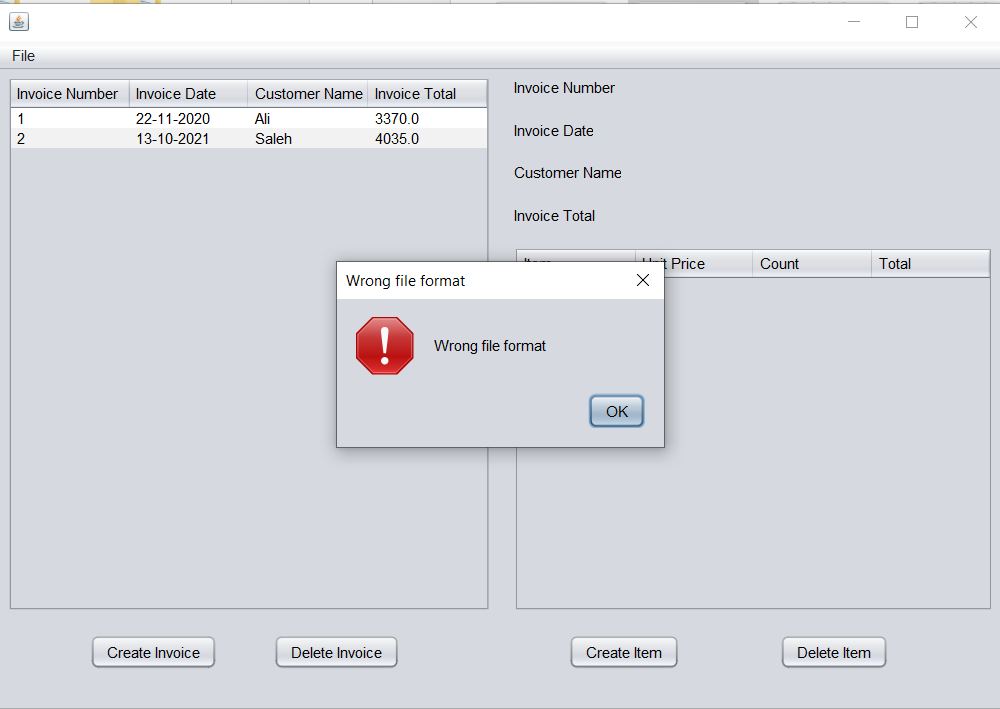 File
Invoice Number Invoice Date Customer Name Invoice Total
1 22-11-2020 Ali 3370.0
2 13-10-2021 Saleh 4035.0
Invoice Number
Invoice Date
Customer Name
Invoice Total
Item Unit Price Count Total
Wrong file format
Wrong file format
OK
Create Invoice Delete Invoice Create Item Delete Item